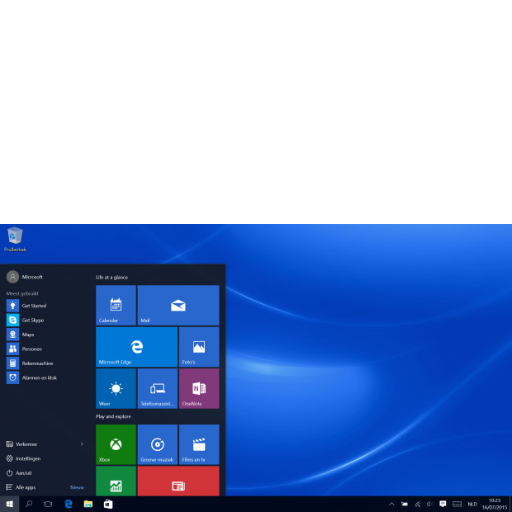 Prullenbak
Microsoft
Meest gebruikt
Get Started
Get Skype
Maps
Personen
Rekenmachine
Alarmen en klok
Verkenner
Instellingen
Aan/uit
Alle apps
Nieuw
Life at a glance
Calendar
Mail
Microsoft Edge
Foto's
Weer
Telefoonassist...
OneNote
Play and explore
Xbox
Groove-muziek
Films en tv
NLD
10:25
16/07/2015